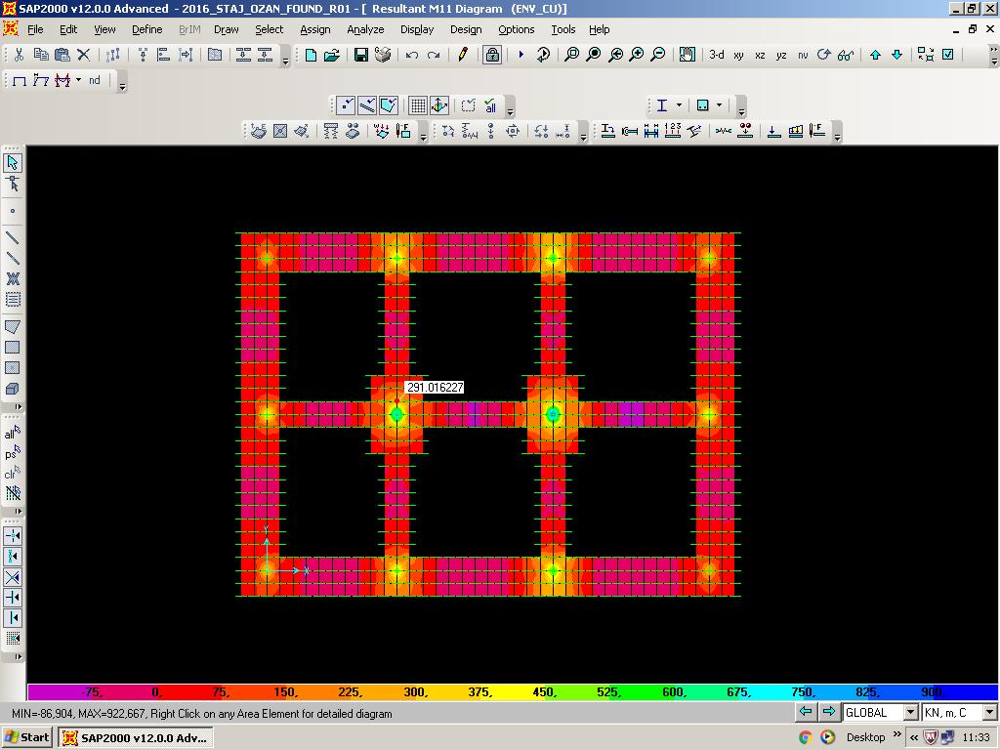 SAP2000 v12.0.0 Advanced - 2016_STAJ_OZAN_FOUND_R01 - [ Resultant M11 Diagram (ENV_CU)]
File Edit View Define BrIM Draw Select Assign Analyze Display Design Options Tools Help
3-d xy xz yz nv
nd
all
all
ps
clr
291.016227
Y
X
-75, 0, 75, 150, 225, 300, 375, 450, 525, 600, 675, 750, 825, 900,
MIN=-86,904, MAX=922,667, Right Click on any Area Element for detailed diagram
GLOBAL KN, m, C
Start SAP2000 v12.0.0 Adv... Desktop » « 11:33